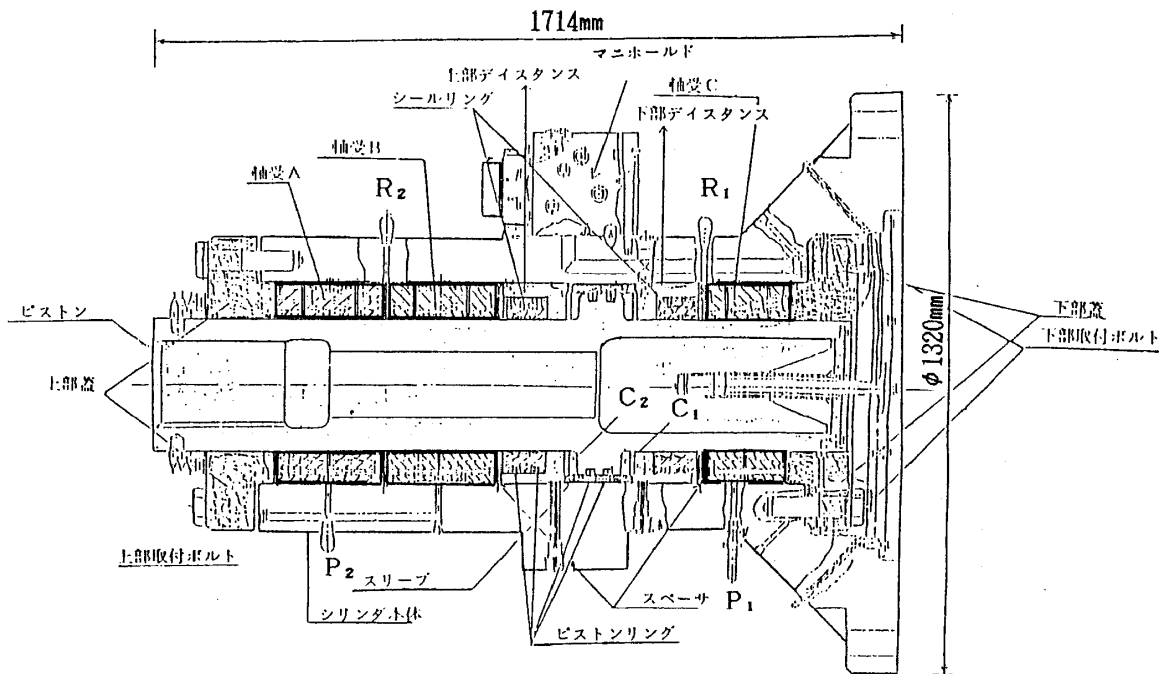 1714mm
マニホールド
上部デイスタンス
軸受C
シールリング
下部デイスタンス
軸受B
軸受A
R₂
R₁
ピストン
下部蓋
下部取付ボルト
φ1320mm
上部蓋
C₂
C₁
上部取付ボルト
P₂
スリーブ
スペーサ
P₁
シリンダ本体
ピストンリング